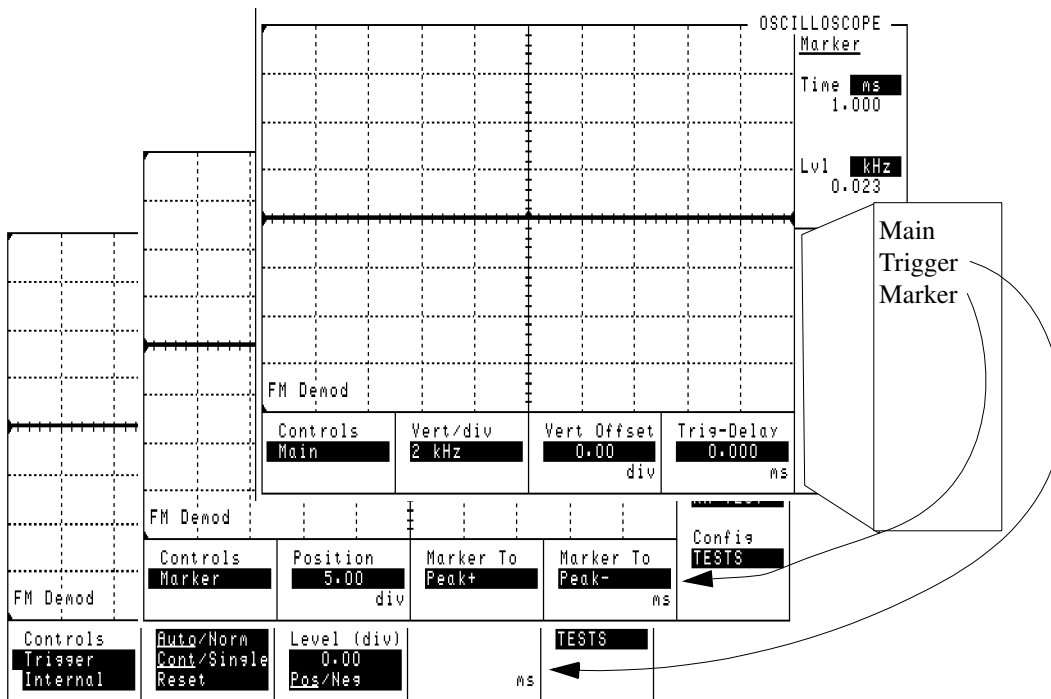 OSCILLOSCOPE
Marker
Time ms
1.000
Lvl kHz
0.023
Main
Trigger
Marker
FM Demod
Controls
Main
Vert/div
2 kHz
Vert Offset
0.00
div
Trig-Delay
0.000
ms
FM Demod
Config
TESTS
Controls
Marker
Position
5.00
div
Marker To
Peak+
Marker To
Peak-
ms
FM Demod
Controls
Trigger
Internal
Auto/Norm
Cont/Single
Reset
Level (div)
0.00
Pos/Neg
ms
TESTS